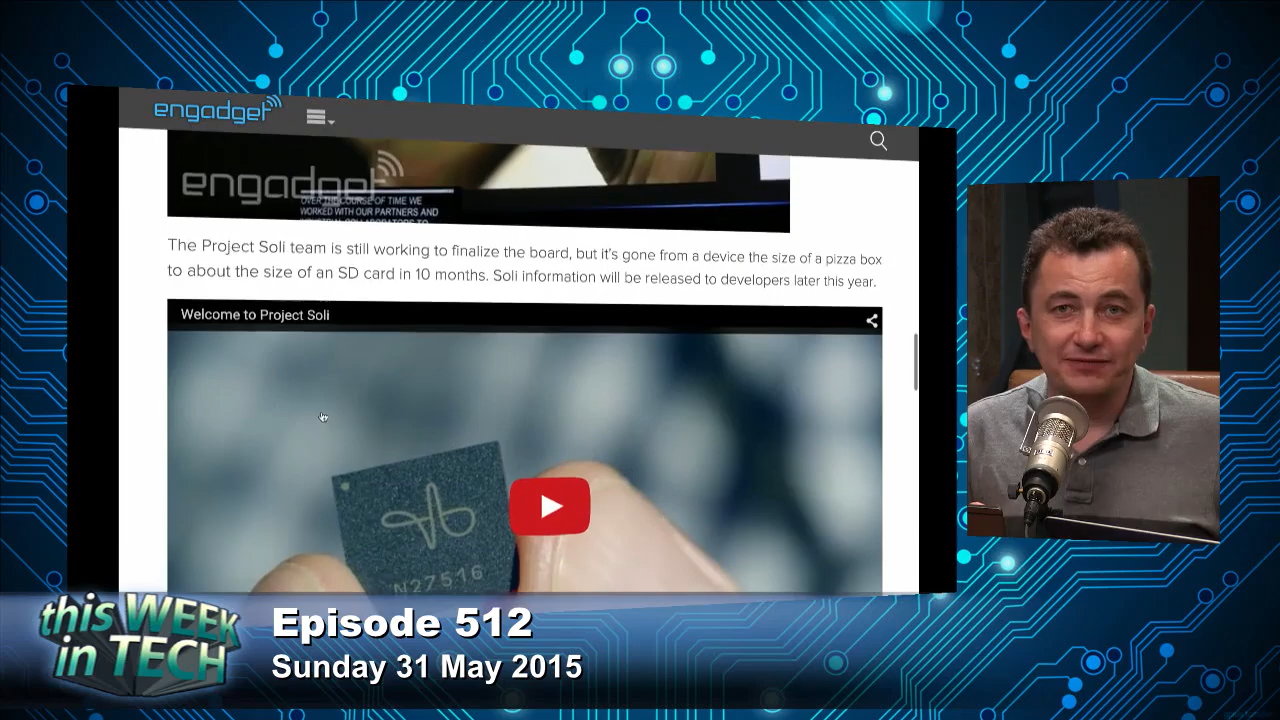 engadget
engadget
OVER THE COURSE OF TIME WE
WORKED WITH OUR PARTNERS AND
The Project Soli team is still working to finalize the board, but it's gone from a device the size of a pizza box
to about the size of an SD card in 10 months. Soli information will be released to developers later this year.
Welcome to Project Soli
N27516
this WEEK
in TECH
Episode 512
Sunday 31 May 2015